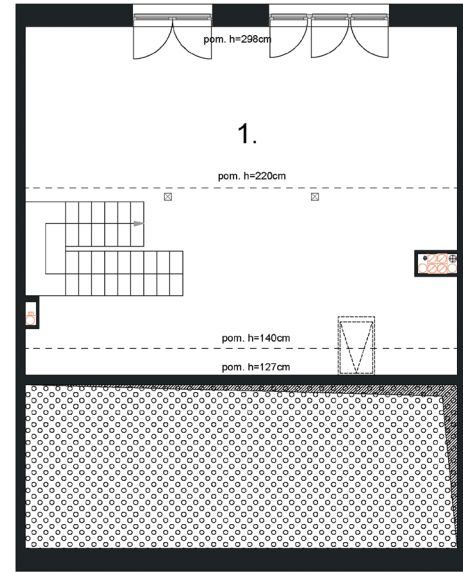 pom. h=298cm
1.
pom. h=220cm
pom. h=140cm
pom. h=127cm